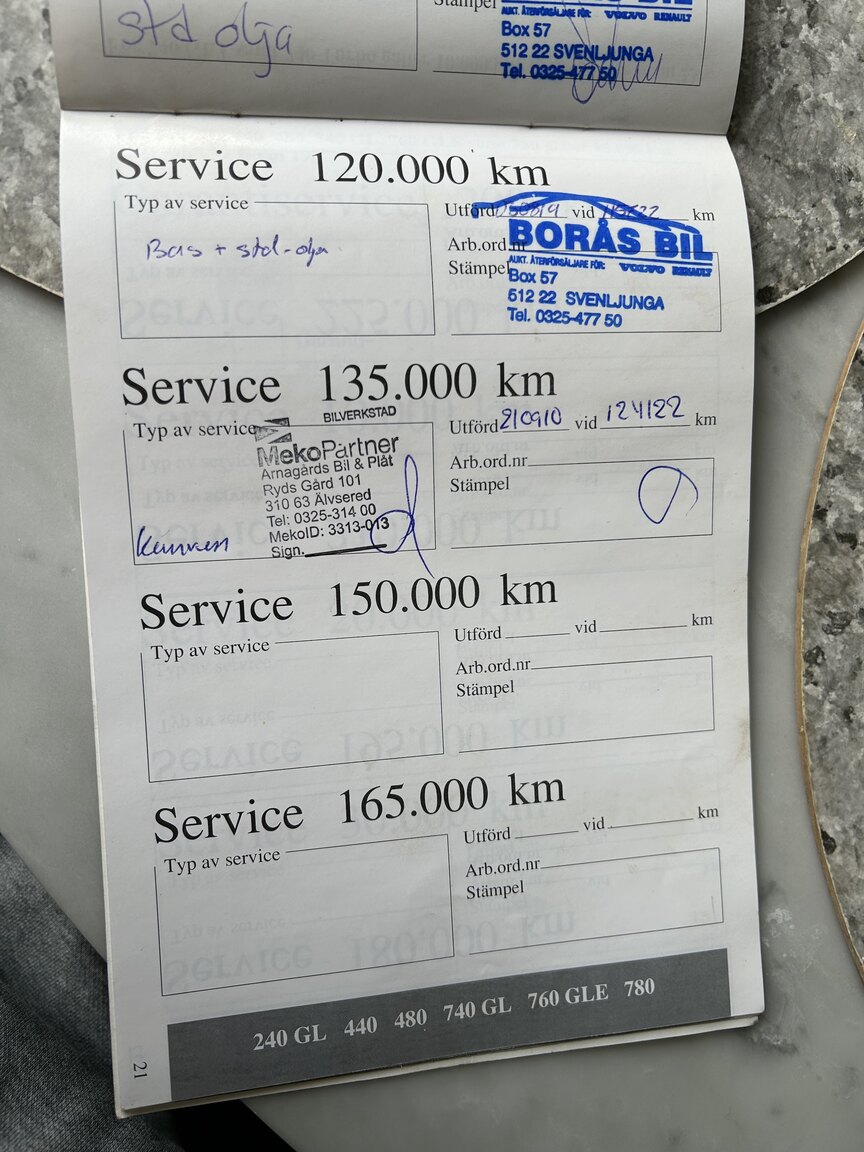 std olja
Stämpel
AUKT. ÅTERFÖRSÄLJARE FÖR: VOLVO RENAULT
Box 57
512 22 SVENLJUNGA
Tel. 0325-477 50
Service 120.000 km
Typ av service
Bas + std-olja
Utförd vid km
Arb.ord.nr
Stämpel
BORÅS BIL
AUKT. ÅTERFÖRSÄLJARE FÖR: VOLVO RENAULT
Box 57
512 22 SVENLJUNGA
Tel. 0325-477 50
Service 135.000 km
Typ av service
BILVERKSTAD
MekoPartner
Arnagårds Bil & Plåt
Ryds Gård 101
310 63 Älvsered
Tel: 0325-314 00
MekoID: 3313-013
Sign.
Utförd 210910 vid 124122 km
Arb.ord.nr
Stämpel
Service 150.000 km
Typ av service
Utförd vid km
Arb.ord.nr
Stämpel
Service 165.000 km
Typ av service
Utförd vid km
Arb.ord.nr
Stämpel
240 GL 440 480 740 GL 760 GLE 780
21